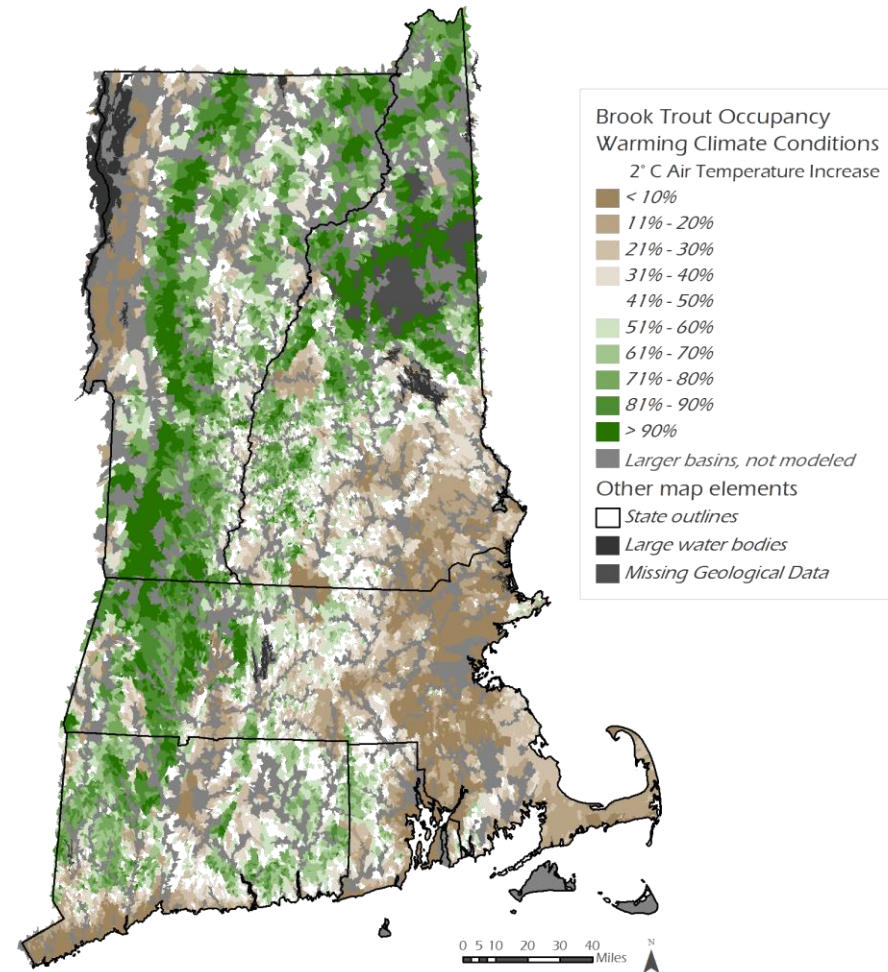 Brook Trout Occupancy
Warming Climate Conditions
2° C Air Temperature Increase
< 10%
11% - 20%
21% - 30%
31% - 40%
41% - 50%
51% - 60%
61% - 70%
71% - 80%
81% - 90%
> 90%
Larger basins, not modeled
Other map elements
State outlines
Large water bodies
Missing Geological Data
0 5 10 20 30 40
Miles
N